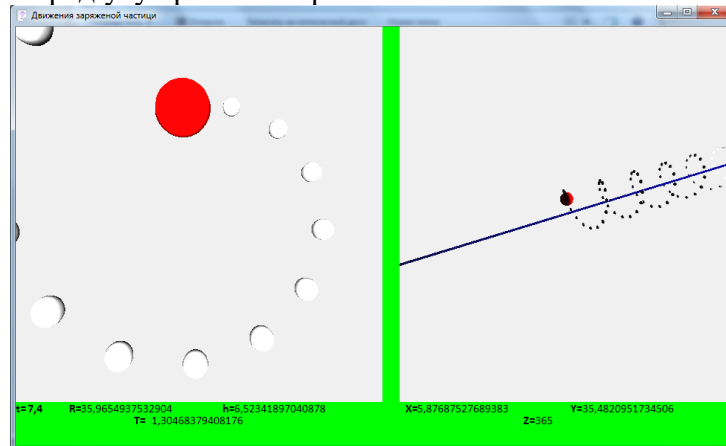 Движения заряженой частици
t=7,4 R=35,9654937532904 h=6,52341897040878 X=5,87687527689383 Y=35,4820951734506
T= 1,30468379408176 Z=365